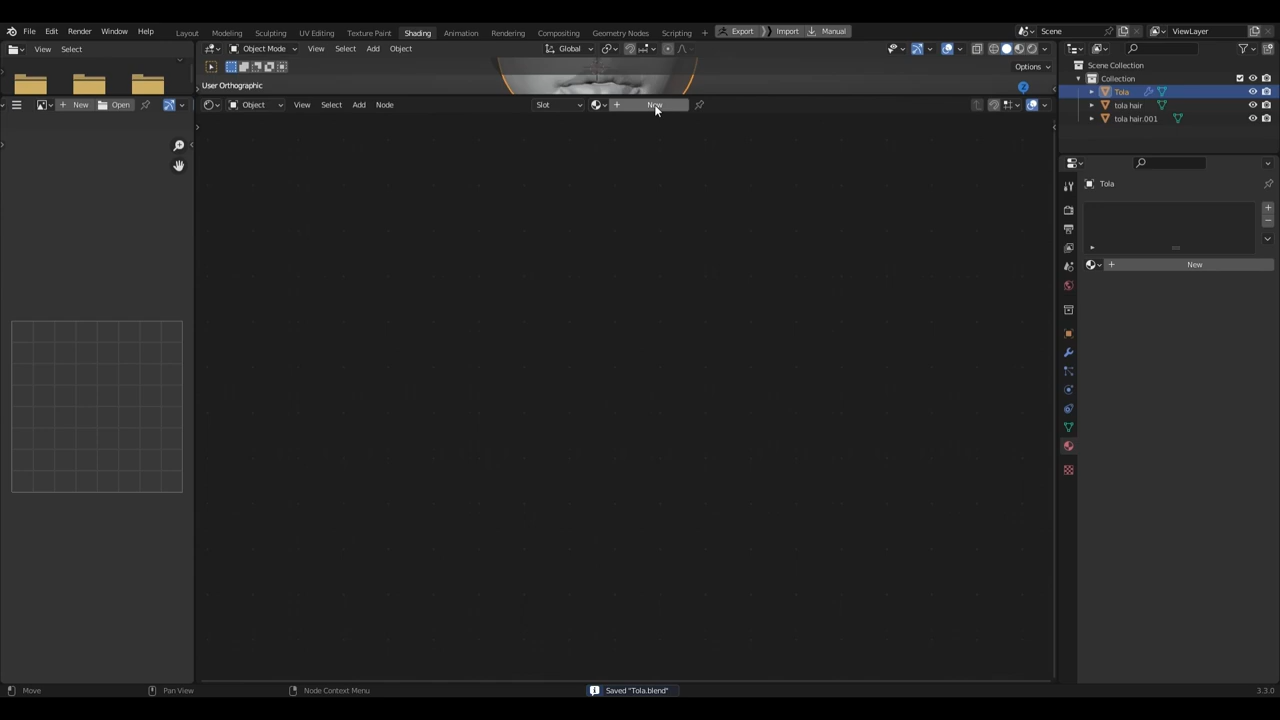 File Edit Render Window Help Layout Modeling Sculpting UV Editing Texture Paint Shading Animation Rendering Compositing Geometry Nodes Scripting + Export Import Manual Scene ViewLayer
View Select Object Mode View Select Add Object Global
Options
Scene Collection
Collection
User Orthographic
Tola
New Open Object View Select Add Node Slot New
tola hair
tola hair.001
Tola
New
Move Pan View Node Context Menu Saved "Tola.blend" 3.3.0